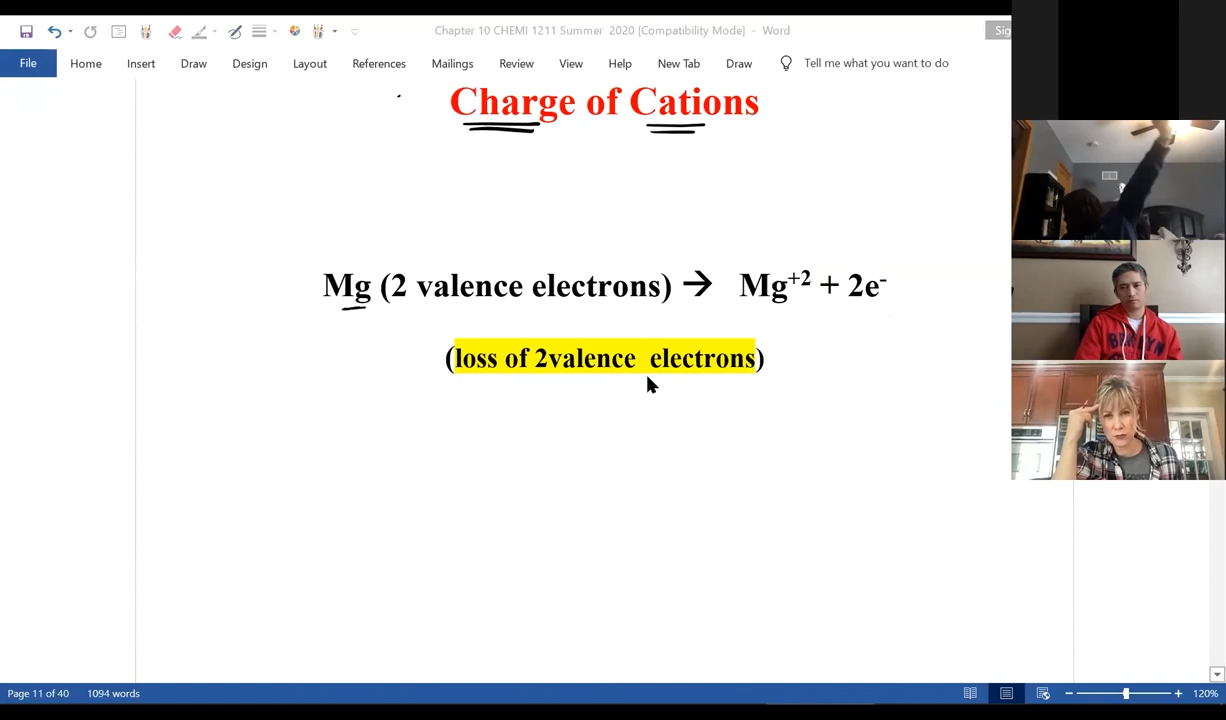 Chapter 10 CHEMI 1211 Summer 2020 [Compatibility Mode] - Word
Sig
File Home Insert Draw Design Layout References Mailings Review View Help New Tab Draw Tell me what you want to do
Charge of Cations
Mg (2 valence electrons) → Mg⁺² + 2e⁻
(loss of 2valence electrons)
Page 11 of 40 1094 words
120%